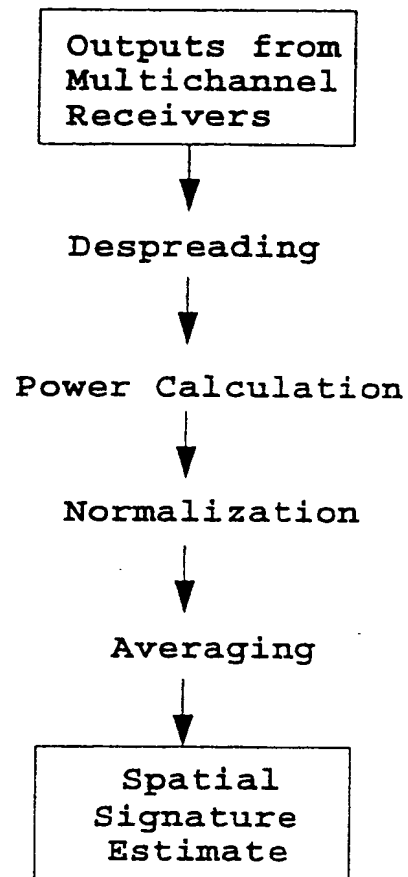 Outputs from
Multichannel
Receivers
Despreading
Power Calculation
Normalization
Averaging
Spatial
Signature
Estimate